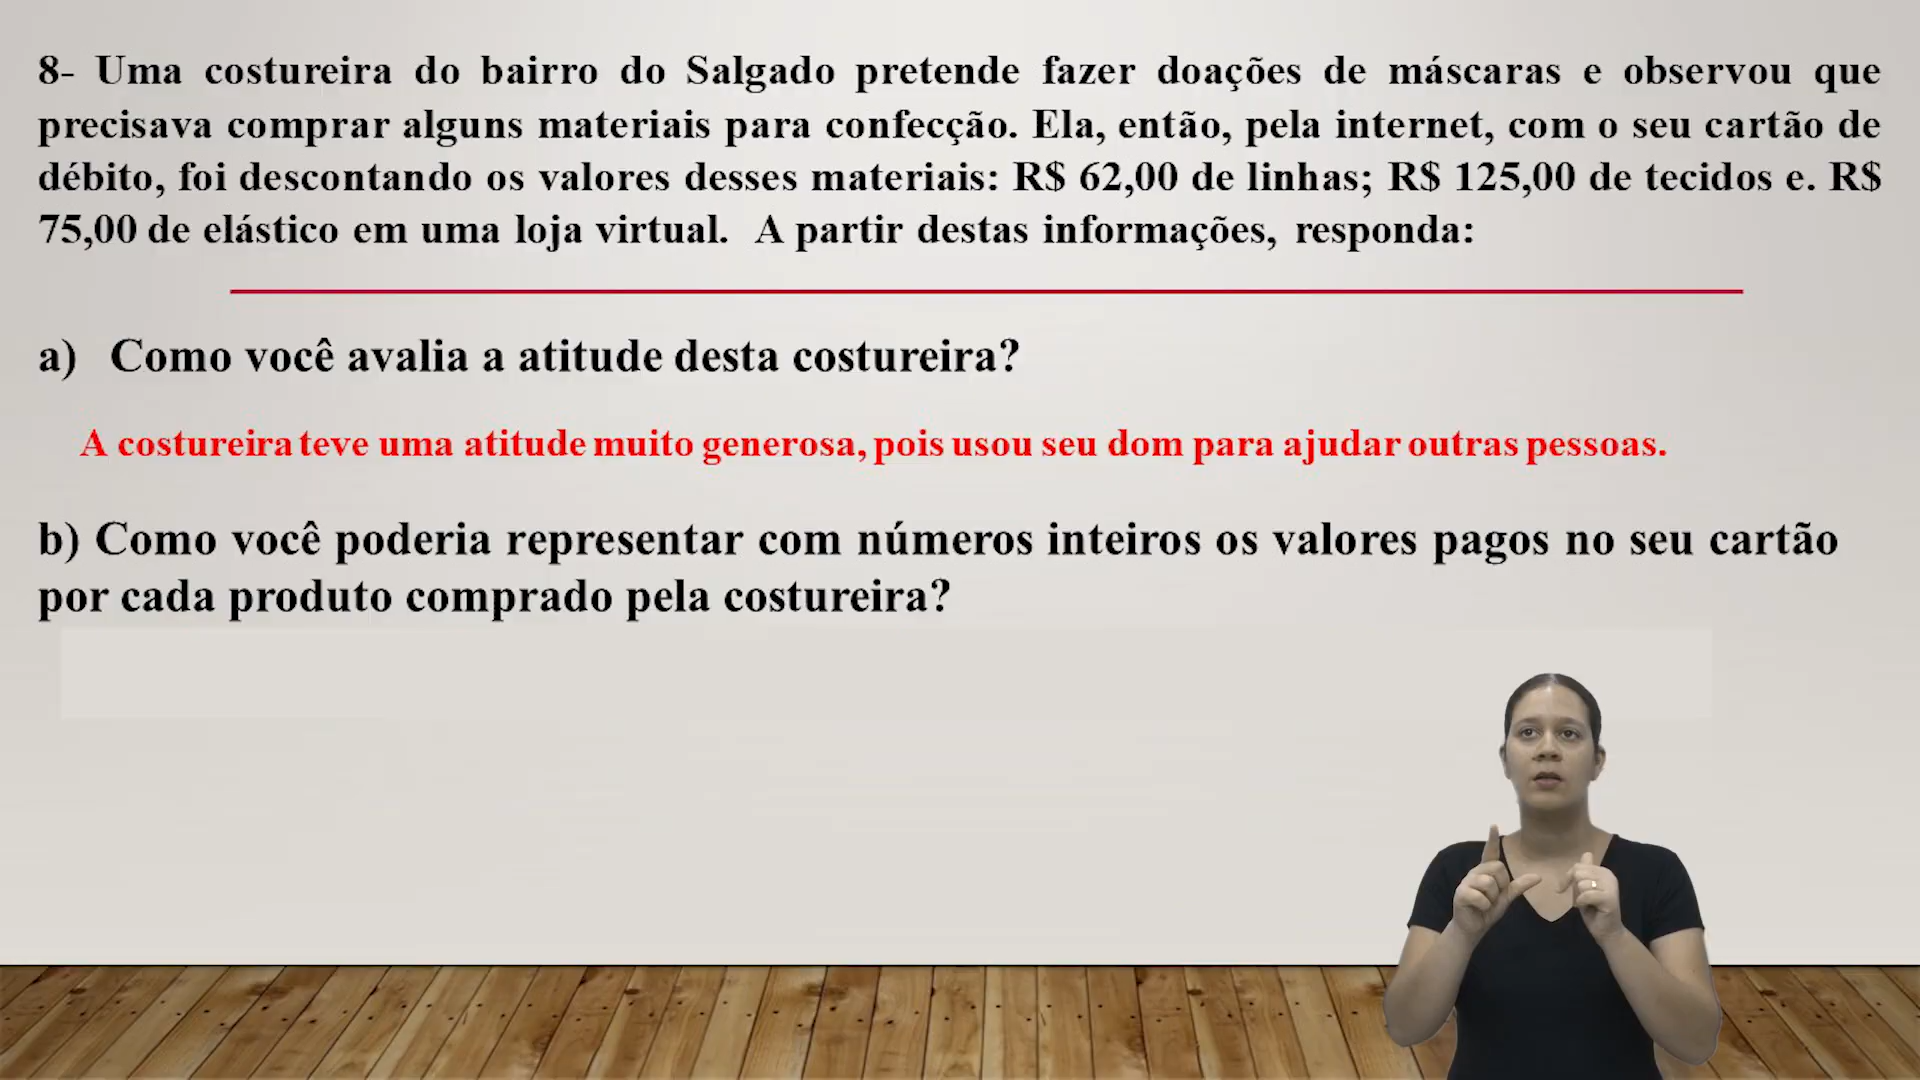 8- Uma costureira do bairro do Salgado pretende fazer doações de máscaras e observou que
precisava comprar alguns materiais para confecção. Ela, então, pela internet, com o seu cartão de
débito, foi descontando os valores desses materiais: R$ 62,00 de linhas; R$ 125,00 de tecidos e. R$
75,00 de elástico em uma loja virtual. A partir destas informações, responda:
a) Como você avalia a atitude desta costureira?
A costureira teve uma atitude muito generosa, pois usou seu dom para ajudar outras pessoas.
b) Como você poderia representar com números inteiros os valores pagos no seu cartão
por cada produto comprado pela costureira?